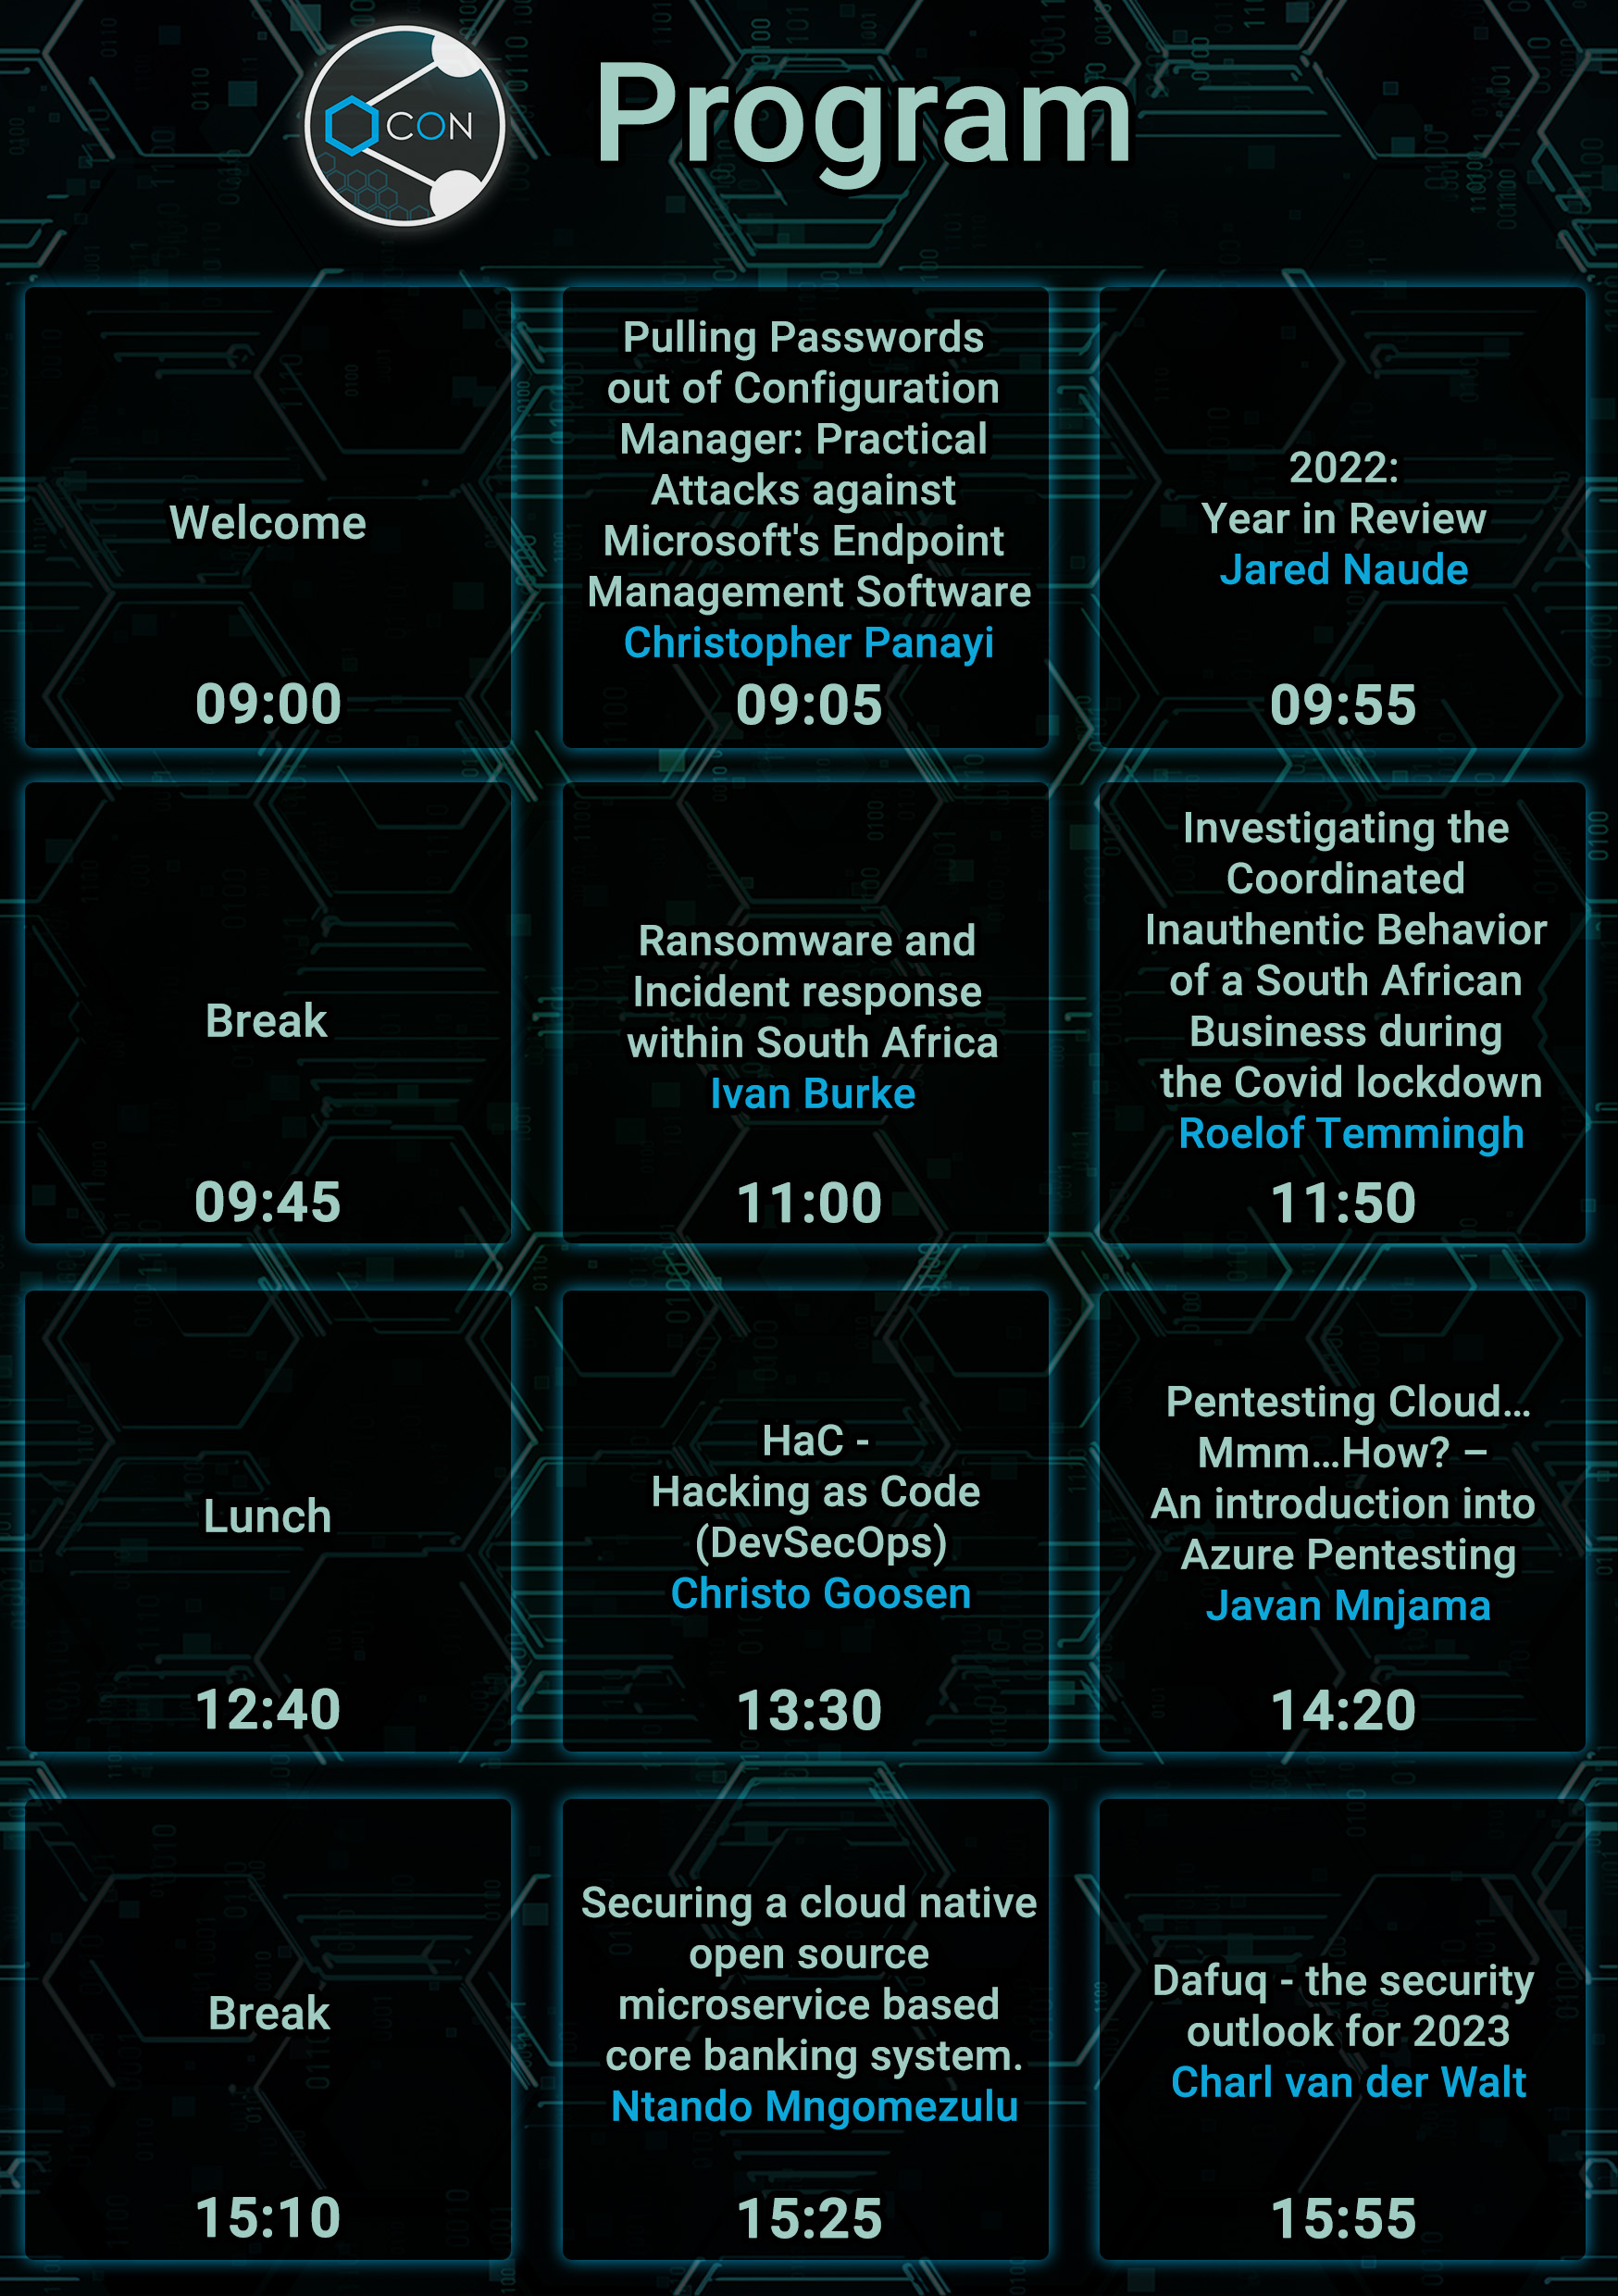 CON
Program
Welcome
09:00
Pulling Passwords
out of Configuration
Manager: Practical
Attacks against
Microsoft's Endpoint
Management Software
Christopher Panayi
09:05
2022:
Year in Review
Jared Naude
09:55
Break
09:45
Ransomware and
Incident response
within South Africa
Ivan Burke
11:00
Investigating the
Coordinated
Inauthentic Behavior
of a South African
Business during
the Covid lockdown
Roelof Temmingh
11:50
Lunch
12:40
HaC -
Hacking as Code
(DevSecOps)
Christo Goosen
13:30
Pentesting Cloud…
Mmm…How? –
An introduction into
Azure Pentesting
Javan Mnjama
14:20
Break
15:10
Securing a cloud native
open source
microservice based
core banking system.
Ntando Mngomezulu
15:25
Dafuq - the security
outlook for 2023
Charl van der Walt
15:55